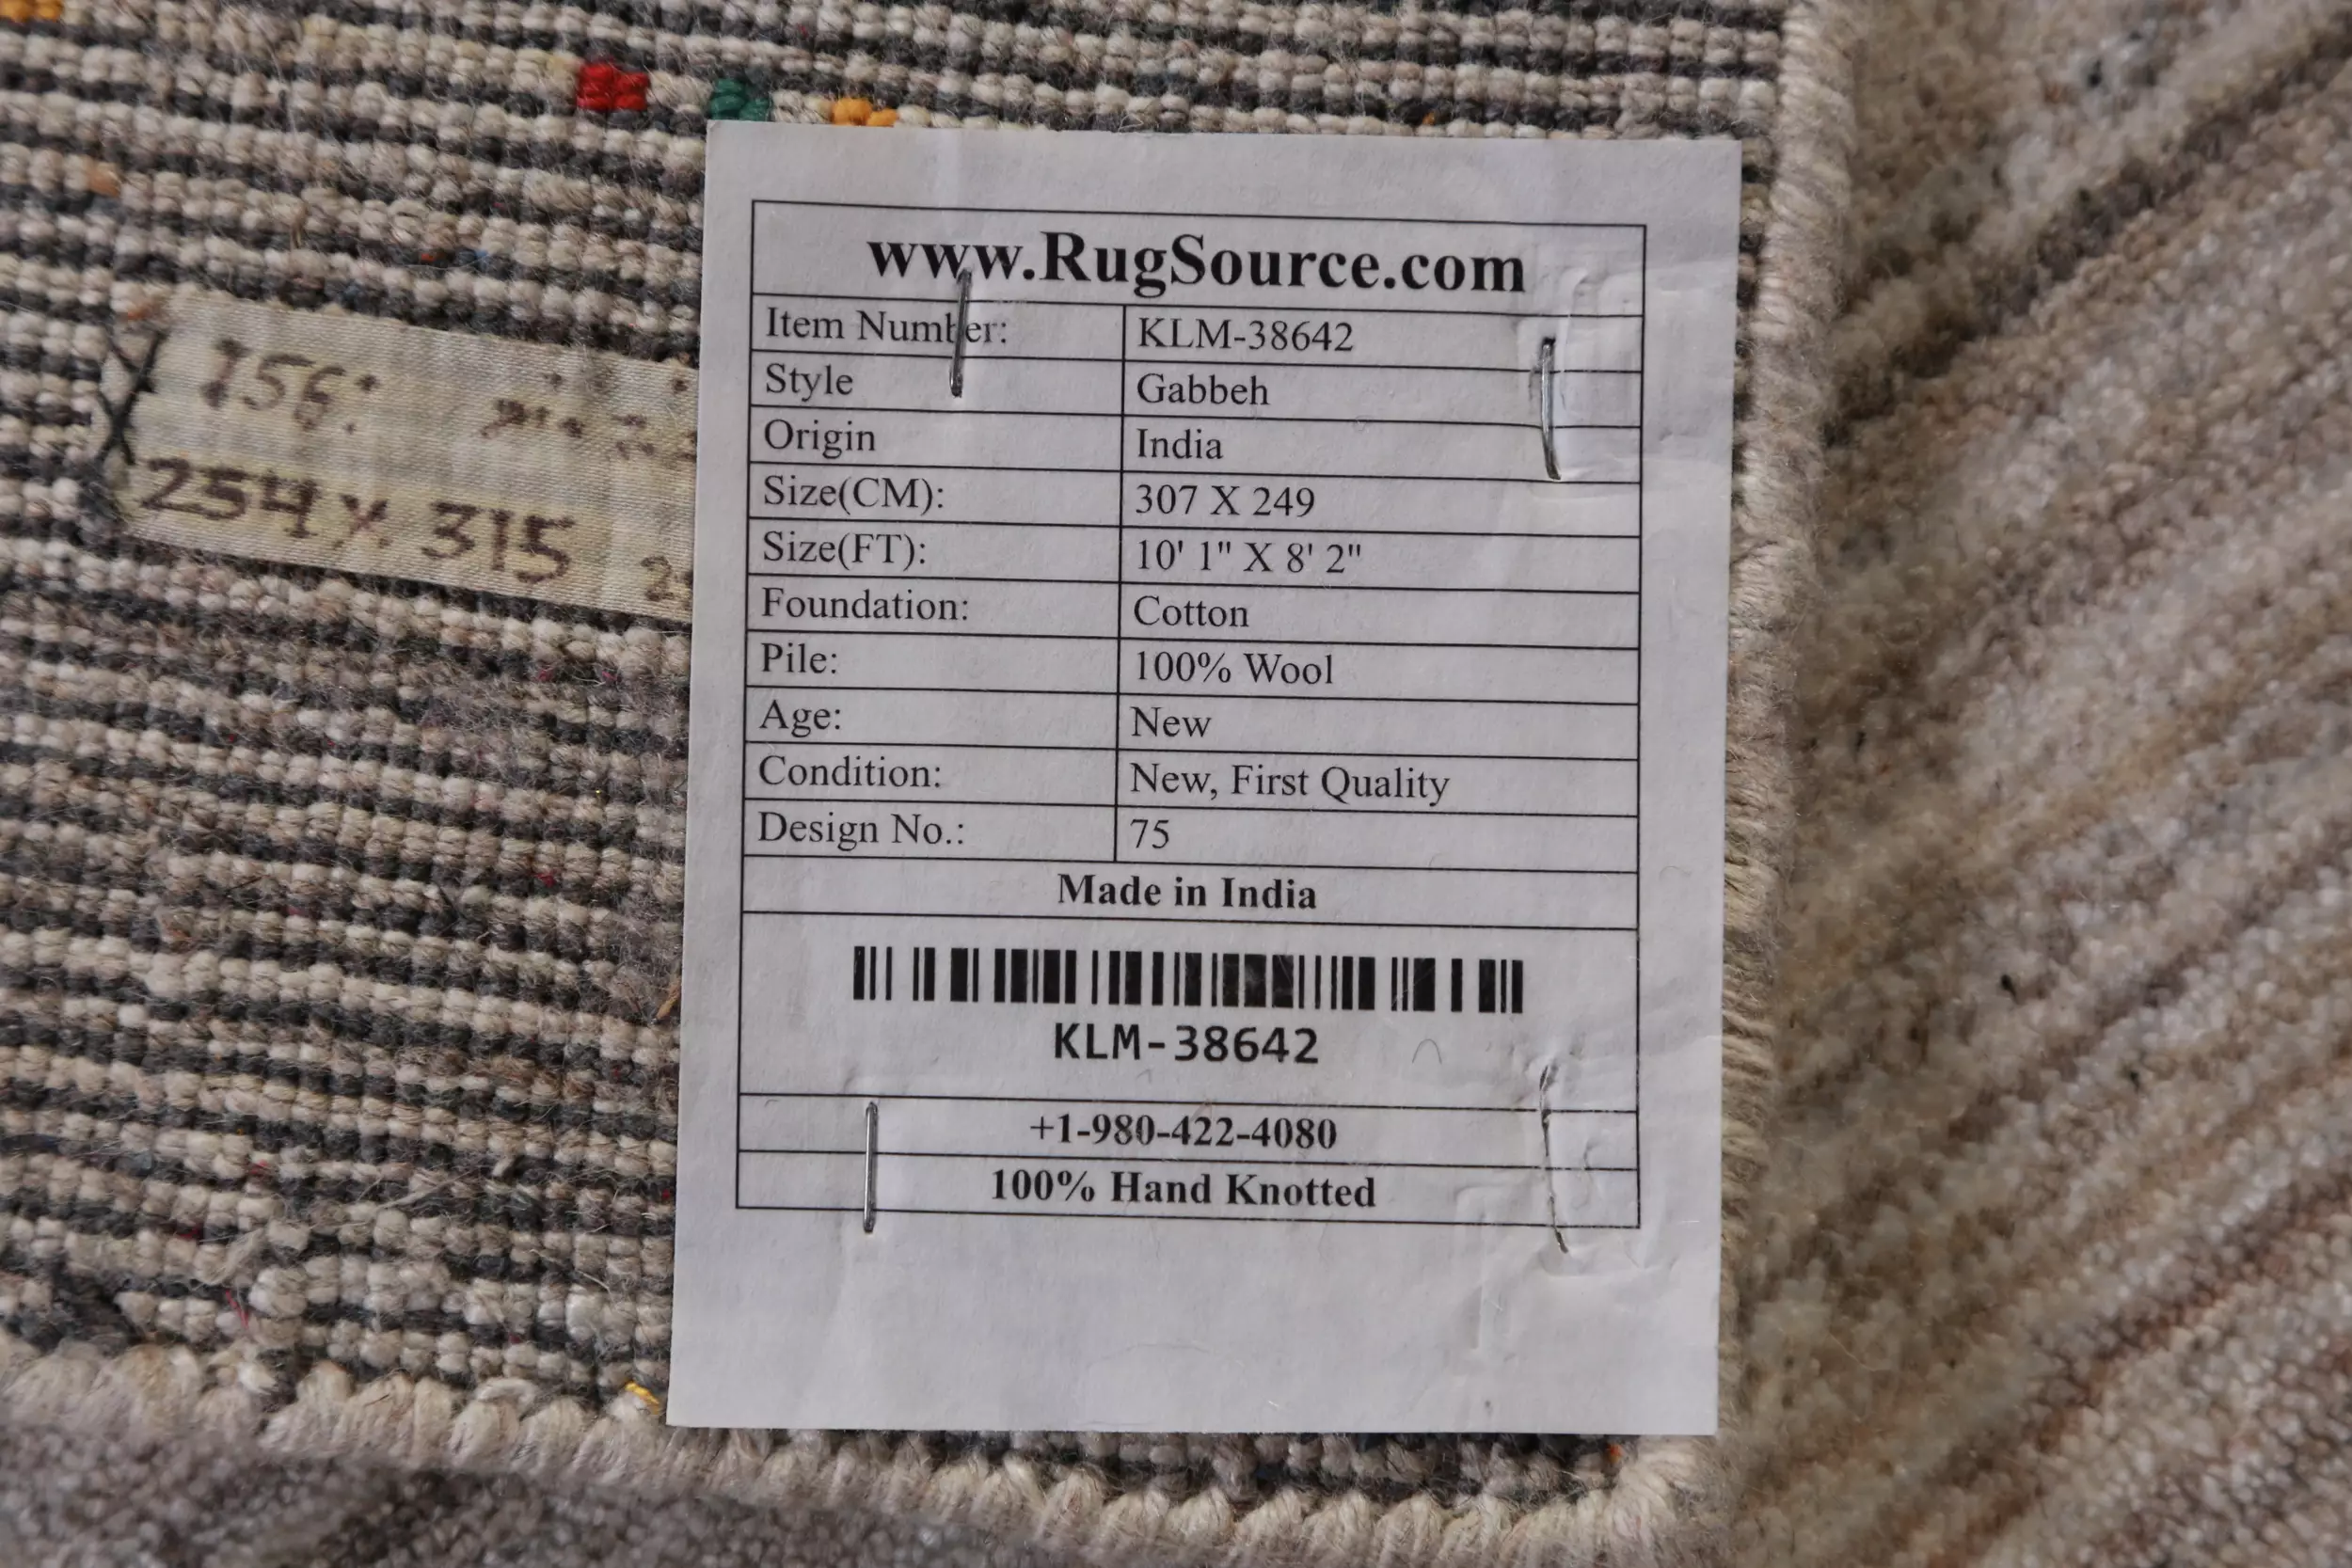 www.RugSource.com
Item Number: KLM-38642
Style Gabbeh
Origin India
Size(CM): 307 X 249
Size(FT): 10' 1" X 8' 2"
Foundation: Cotton
Pile: 100% Wool
Age: New
Condition: New, First Quality
Design No.: 75
Made in India
KLM-38642
+1-980-422-4080
100% Hand Knotted
254 X 315